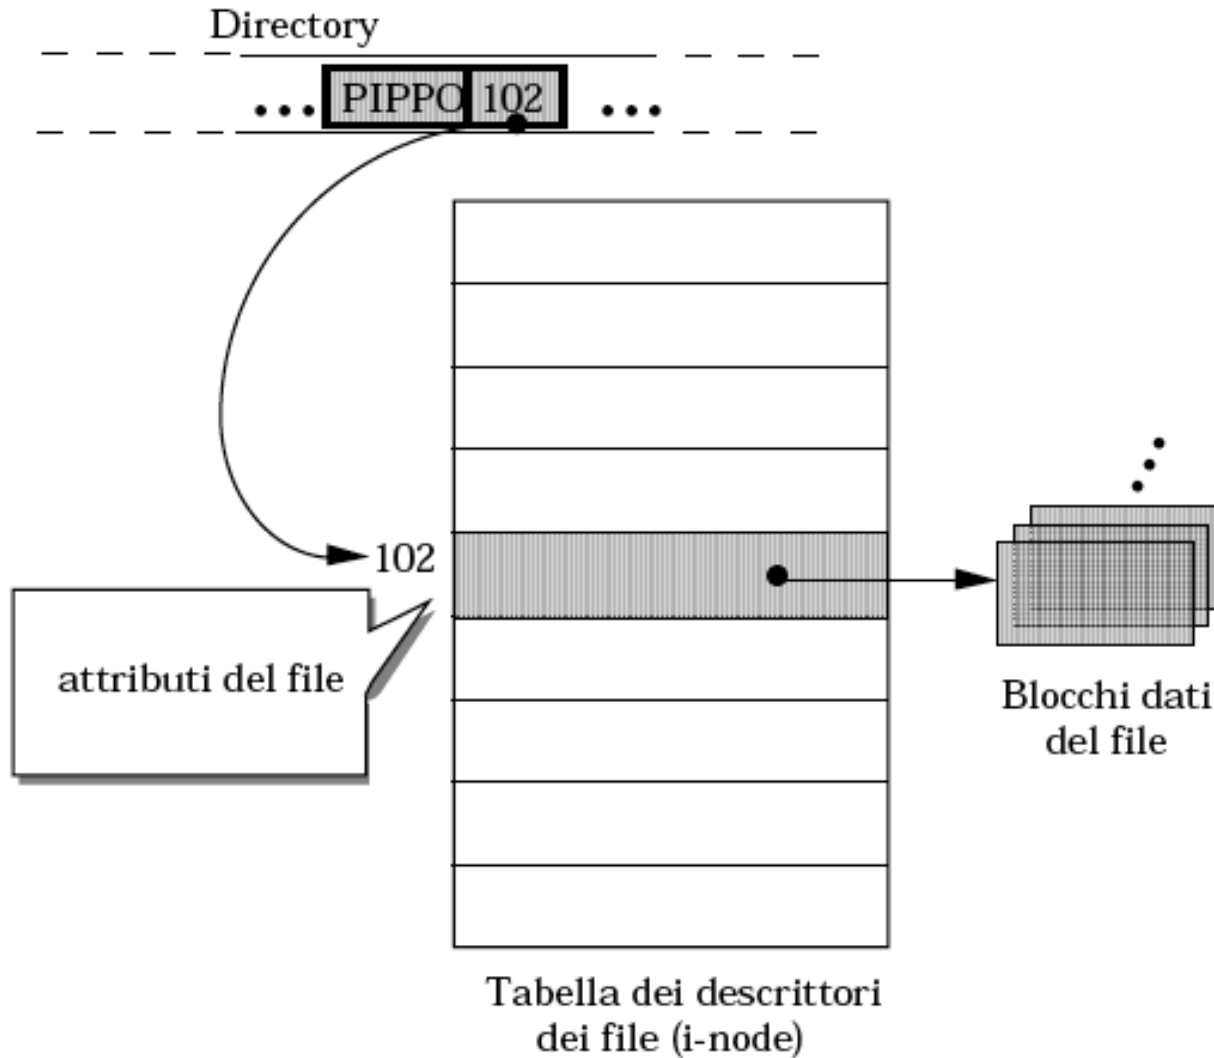 Directory
••• PIPPO 102 •••
102
attributi del file
Blocchi dati
del file
Tabella dei descrittori
dei file (i-node)